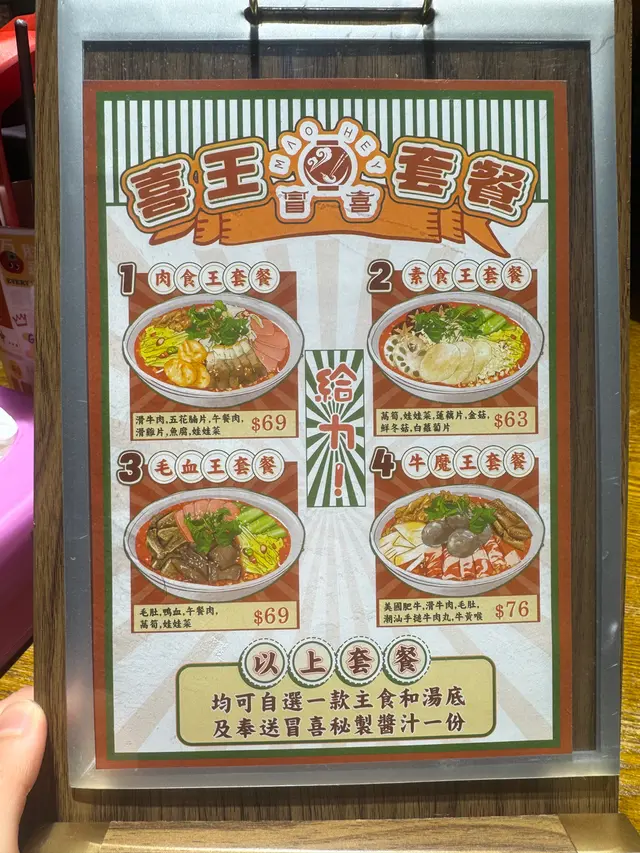 MAO HEY
喜王套餐
冒喜
1 肉食王套餐
滑牛肉,五花腩片,午餐肉,
滑雞片,魚腐,娃娃菜
$69
2 素食王套餐
萵筍,娃娃菜,蓮藕片,金菇,
鮮冬菇,白蘿蔔片
$63
給力!
3 毛血王套餐
毛肚,鴨血,午餐肉,
萵筍,娃娃菜
$69
4 牛魔王套餐
美國肥牛,滑牛肉,毛肚,
潮汕手搥牛肉丸,牛黃喉
$76
以上套餐
均可自選一款主食和湯底
及奉送冒喜秘製醬汁一份